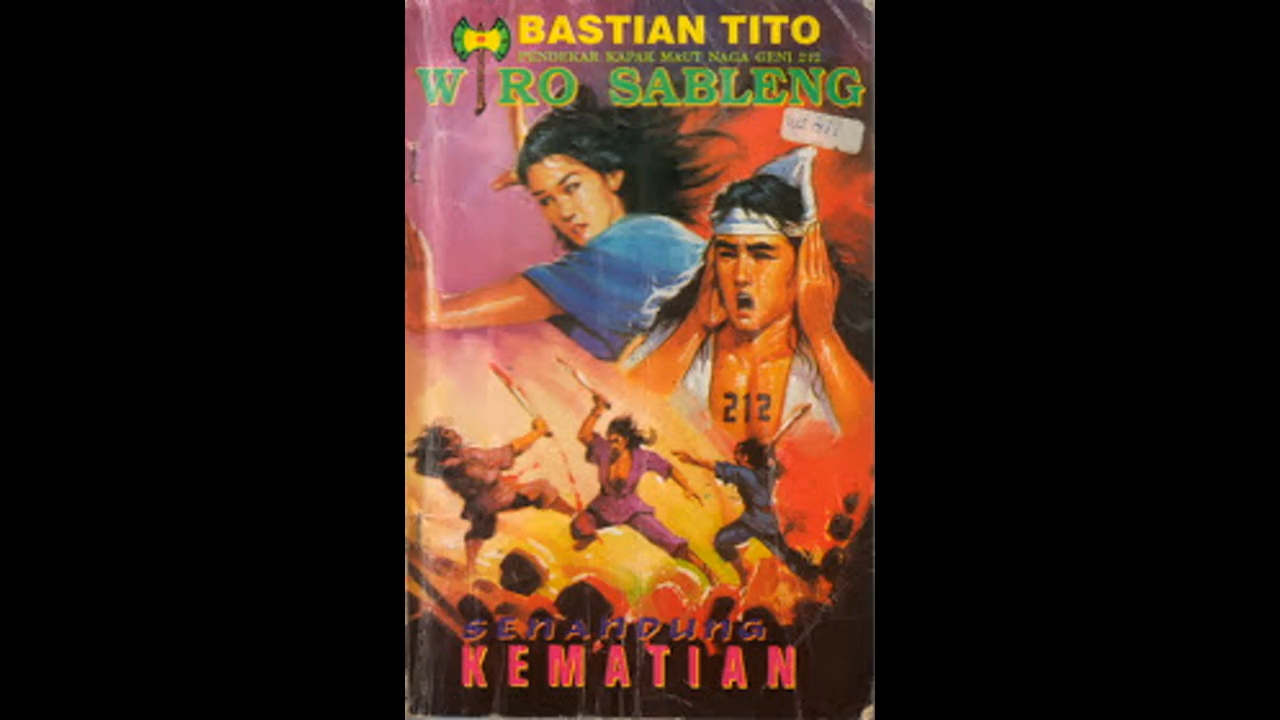 BASTIAN TITO
PENDEKAR KAPAK MAUT NAGA GENI 212
WIRO SABLENG
212
SENANDUNG
KEMATIAN